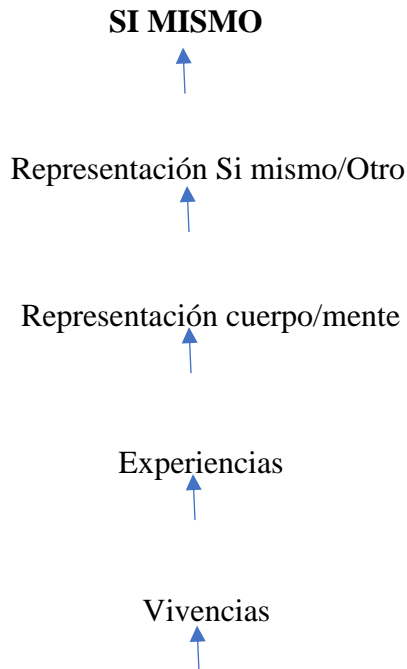 SI MISMO
Representación Si mismo/Otro
Representación cuerpo/mente
Experiencias
Vivencias